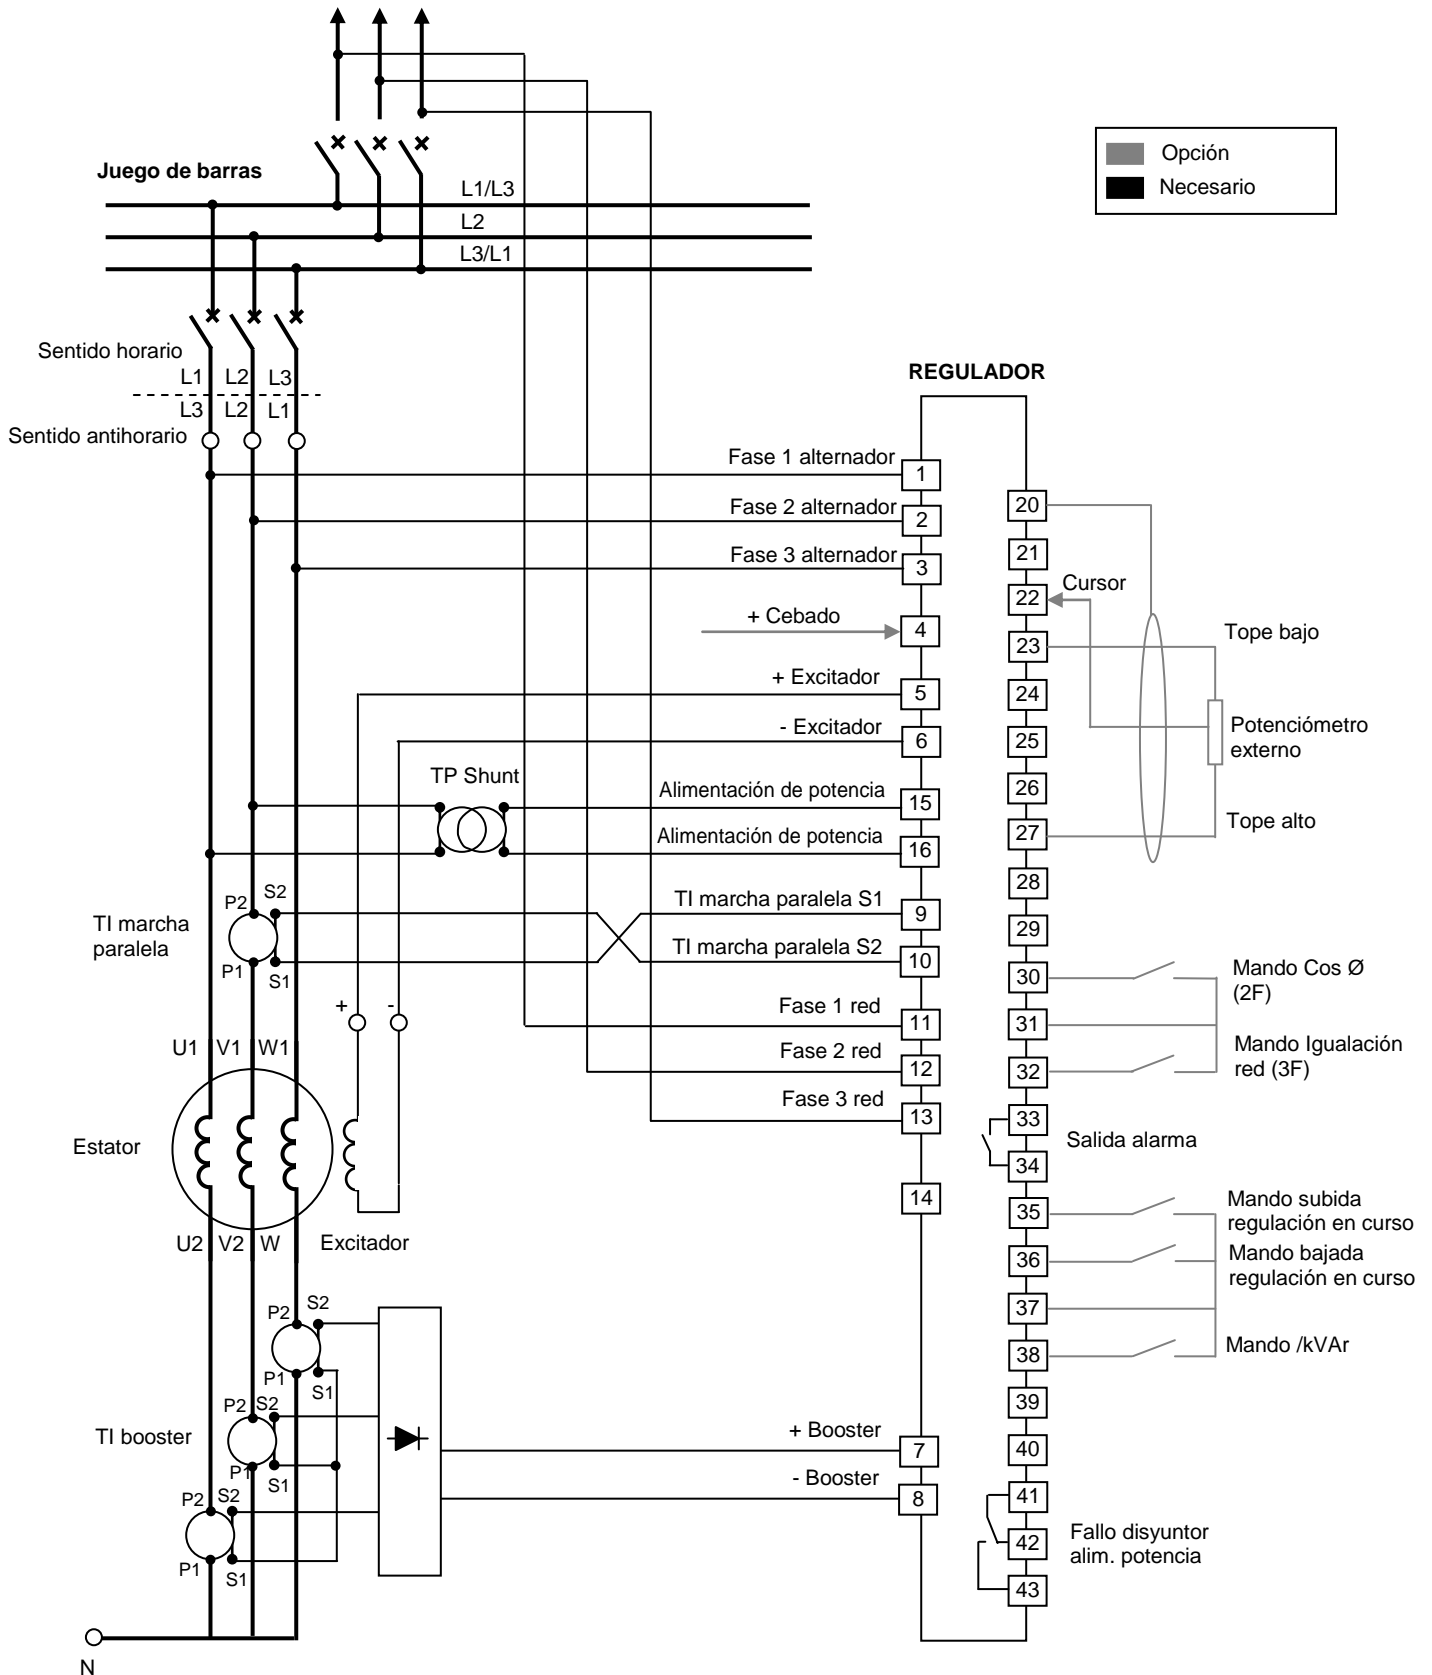 Juego de barras
L1/L3
L2
L3/L1
Opción
Necesario
Sentido horario
L1 L2 L3
L3 L2 L1
Sentido antihorario
REGULADOR
Fase 1 alternador
1
Fase 2 alternador
2
Fase 3 alternador
3
+ Cebado
4
+ Excitador
5
- Excitador
6
TP Shunt
Alimentación de potencia
15
Alimentación de potencia
16
TI marcha
paralela
P2
S2
P1
S1
TI marcha paralela S1
9
TI marcha paralela S2
10
+
-
Fase 1 red
11
Fase 2 red
12
Fase 3 red
13
14
U1 V1 W1
Estator
U2 V2 W
Excitador
TI booster
P2
S2
P1
S1
P2
S2
P1
S1
P2
S2
P1
S1
+ Booster
7
- Booster
8
N
20
21
22
Cursor
23
Tope bajo
24
Potenciómetro
externo
25
26
27
Tope alto
28
29
30
Mando Cos Ø
(2F)
31
32
Mando Igualación
red (3F)
33
Salida alarma
34
35
Mando subida
regulación en curso
36
Mando bajada
regulación en curso
37
38
Mando /kVAr
39
40
41
42
Fallo disyuntor
alim. potencia
43